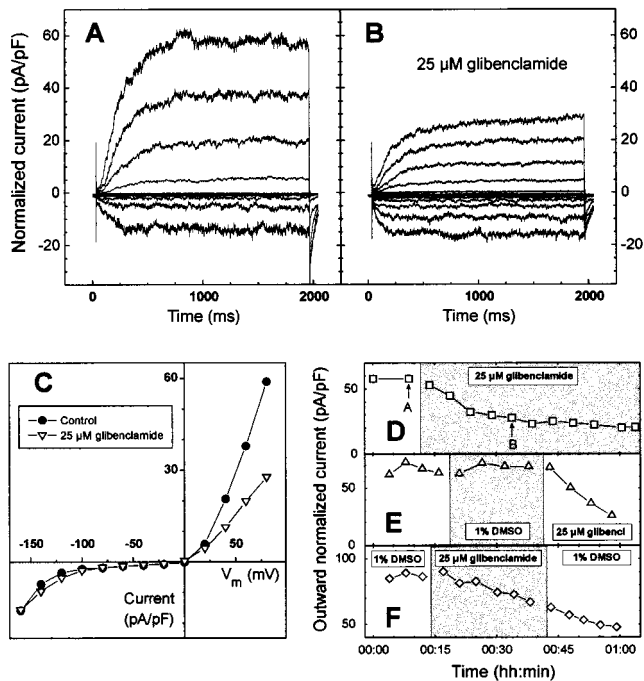 A
B
25 µM glibenclamide
Normalized current (pA/pF)
60
40
20
0
-20
60
40
20
0
-20
0
1000
2000
0
1000
2000
Time (ms)
Time (ms)
C
Control
25 µM glibenclamide
60
30
-150
-100
-50
50
Vm (mV)
Current
(pA/pF)
Outward normalized current (pA/pF)
25 µM glibenclamide
50
A
B
D
0
50
E
1% DMSO
25 µM glibencl
0
100
1% DMSO
25 µM glibenclamide
1% DMSO
F
50
00:00
00:15
00:30
00:45
01:00
Time (hh:min)